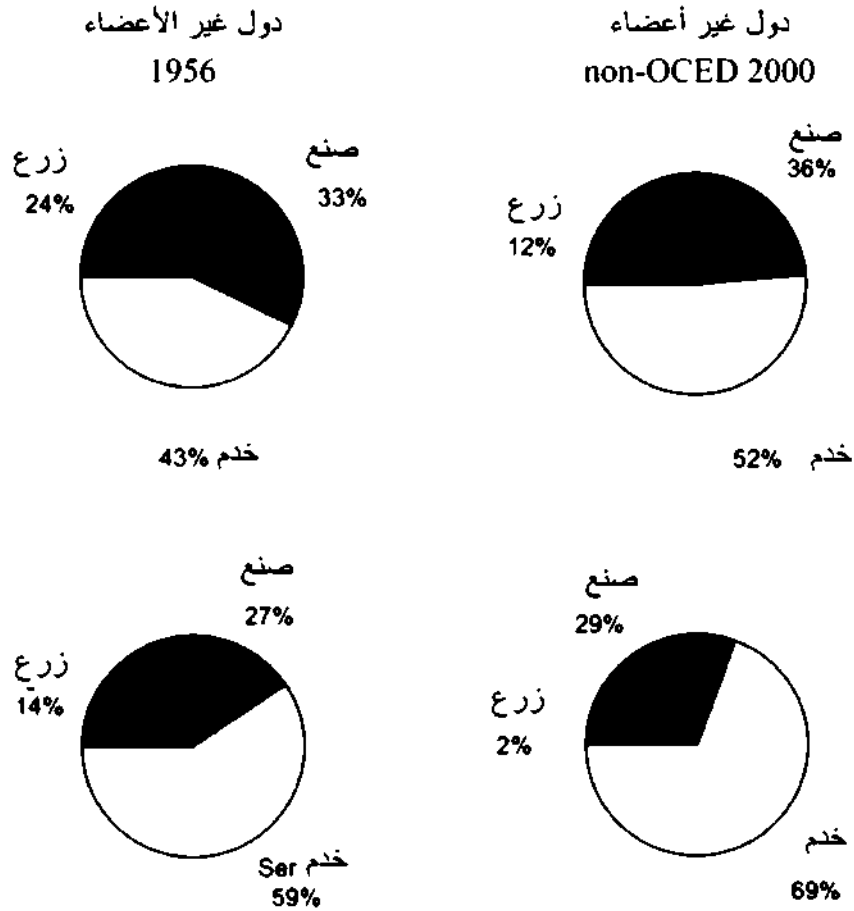 دول غير الأعضاء
1956
زرع
24%
صنع
33%
خدم 43%
دول غير أعضاء
non-OCED 2000
صنع
36%
زرع
12%
خدم 52%
صنع
27%
زرع
14%
خدم Ser
59%
صنع
29%
زرع
2%
خدم
69%